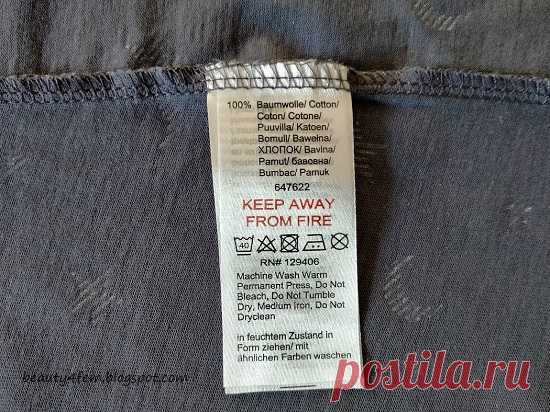 100% Baumwolle/ Cotton/
Coton/ Cotone/
Puuvilla/ Katoen/
Bomull/ Bawełna/
ХЛОПОК/ Bavlna/
Pamut/ бавовна/
Bumbac/ Pamuk
647622
KEEP AWAY
FROM FIRE
40
RN# 129406
Machine Wash Warm
Permanent Press, Do Not
Bleach, Do Not Tumble
Dry, Medium Iron, Do Not
Dryclean
in feuchtem Zustand in
Form ziehen/ mit
ähnlichen Farben waschen
beauty4fem.blogspot.com
postila.ru